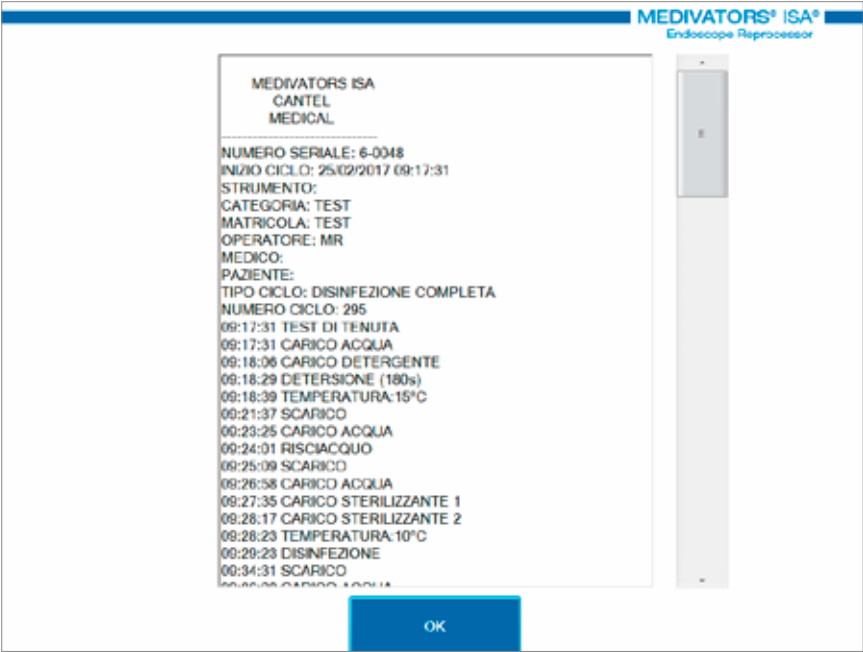 MEDIVATORS® ISA®
Endoscope Reprocessor
MEDIVATORS ISA
CANTEL
MEDICAL
NUMERO SERIALE: 6-0048
INIZIO CICLO: 25/02/2017 09:17:31
STRUMENTO:
CATEGORIA: TEST
MATRICOLA: TEST
OPERATORE: MR
MEDICO:
PAZIENTE:
TIPO CICLO: DISINFEZIONE COMPLETA
NUMERO CICLO: 295
09:17:31 TEST DI TENUTA
09:17:31 CARICO ACQUA
09:18:06 CARICO DETERGENTE
09:18:29 DETERSIONE (180s)
09:18:39 TEMPERATURA:15°C
09:21:37 SCARICO
09:23:25 CARICO ACQUA
09:24:01 RISCIACQUO
09:25:09 SCARICO
09:26:58 CARICO ACQUA
09:27:35 CARICO STERILIZZANTE 1
09:28:17 CARICO STERILIZZANTE 2
09:28:23 TEMPERATURA:10°C
09:29:23 DISINFEZIONE
09:34:31 SCARICO
CARICO ACQUA
OK